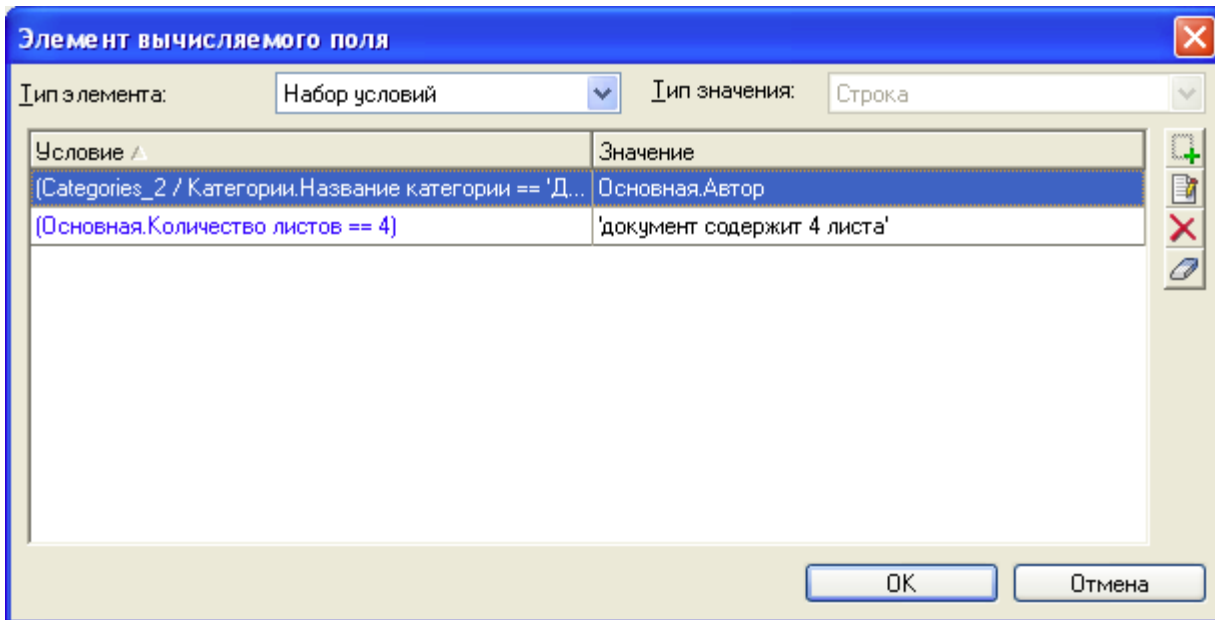 Элемент вычисляемого поля
Тип элемента: Набор условий Тип значения: Строка
Условие Значение
(Categories_2 / Категории.Название категории == 'Д... Основная.Автор
(Основная.Количество листов == 4) 'документ содержит 4 листа'
OK Отмена